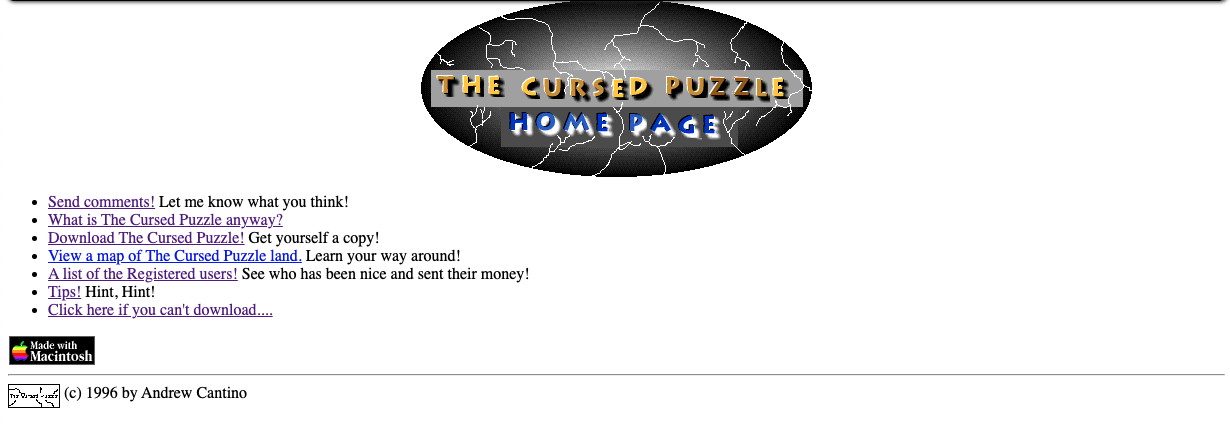 THE CURSED PUZZLE
HOME PAGE
Send comments! Let me know what you think!
What is The Cursed Puzzle anyway?
Download The Cursed Puzzle! Get yourself a copy!
View a map of The Cursed Puzzle land. Learn your way around!
A list of the Registered users! See who has been nice and sent their money!
Tips! Hint, Hint!
Click here if you can't download....
Made with
Macintosh
The Cursed Puzzle (c) 1996 by Andrew Cantino